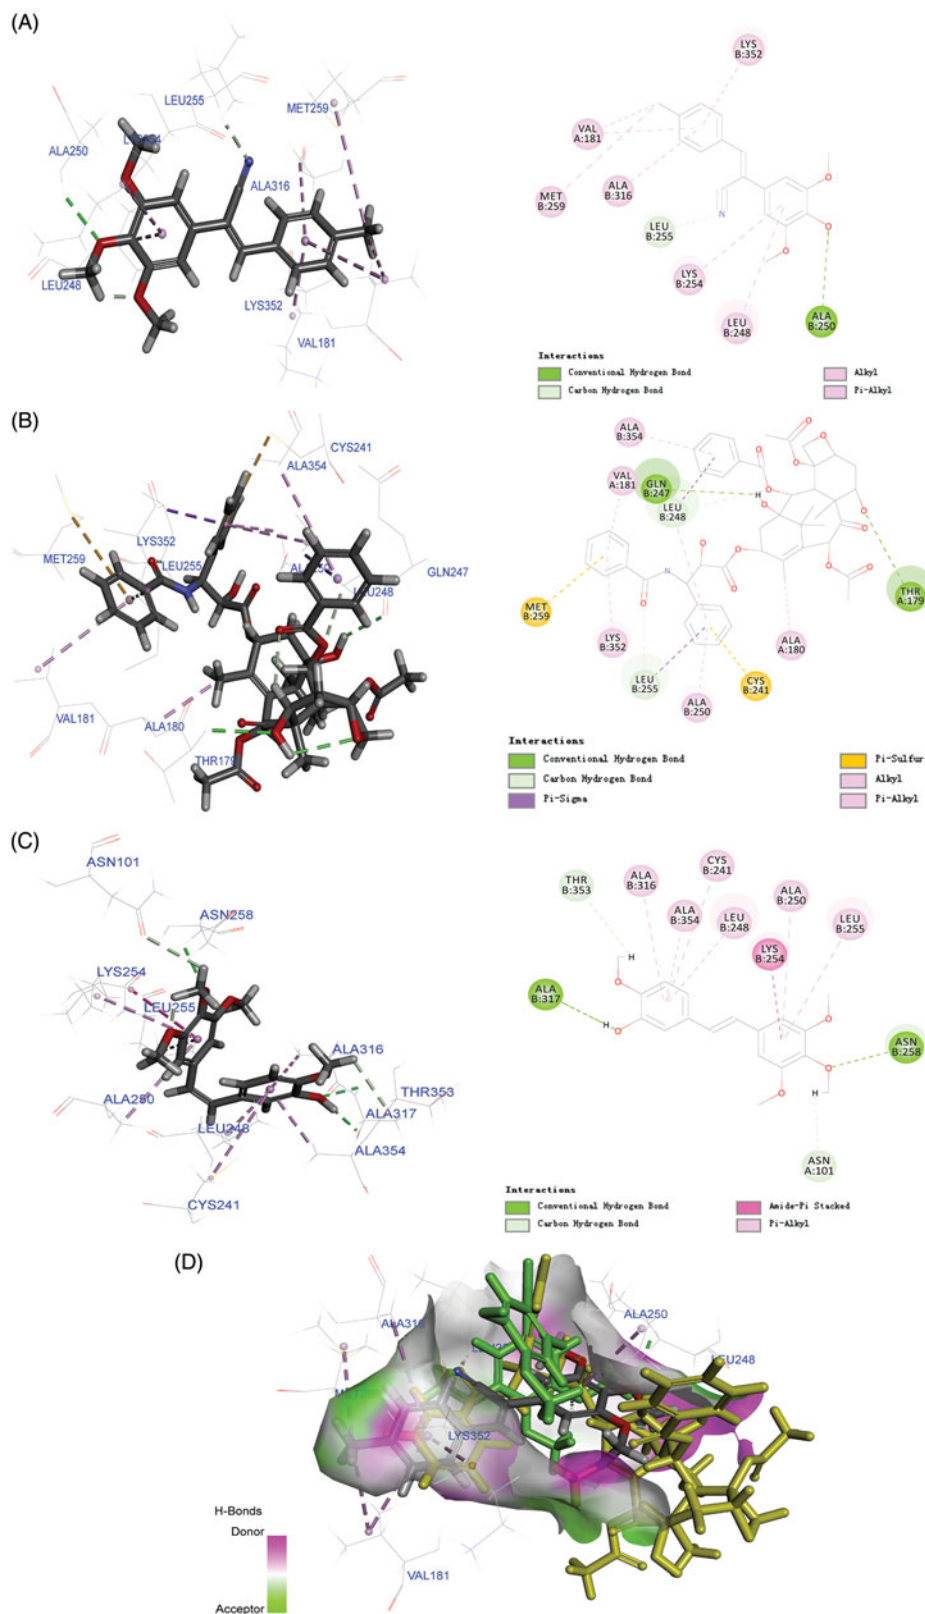 (A)
LEU255
MET259
ALA250
ALA316
LEU248
LYS352
VAL181
LYS
B:352
VAL
A:181
MET
B:259
ALA
B:316
LEU
B:255
LYS
B:254
LEU
B:248
ALA
B:250
Interactions
Conventional Hydrogen Bond
Carbon Hydrogen Bond
Alkyl
Pi-Alkyl
(B)
CYS241
ALA354
MET259
LYS352
LEU255
GLN247
LEU248
VAL181
ALA180
THR179
ALA
B:354
VAL
A:181
GLN
B:247
LEU
B:248
MET
B:259
LYS
B:352
LEU
B:255
ALA
B:250
CYS
B:241
ALA
A:180
THR
A:179
Interactions
Conventional Hydrogen Bond
Carbon Hydrogen Bond
Pi-Sigma
Pi-Sulfur
Alkyl
Pi-Alkyl
(C)
ASN101
ASN258
LYS254
LEU255
ALA316
THR353
ALA250
ALA317
LEU248
ALA354
CYS241
THR
B:353
ALA
B:316
CYS
B:241
ALA
B:354
LEU
B:248
ALA
B:250
LEU
B:255
LYS
B:254
ALA
B:317
ASN
B:258
ASN
A:101
Interactions
Conventional Hydrogen Bond
Carbon Hydrogen Bond
Amide-Pi Stacked
Pi-Alkyl
(D)
ALA250
ALA316
LEU248
LYS352
VAL181
H-Bonds
Donor
Acceptor